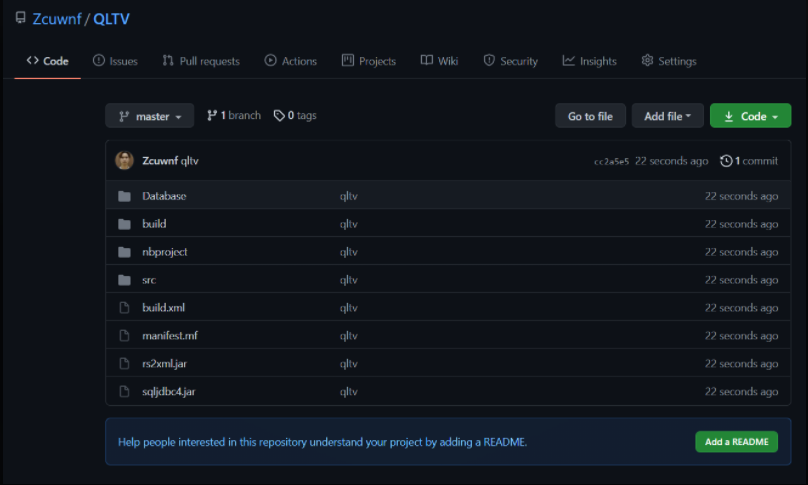 Zcuwnf / QLTV
Code Issues Pull requests Actions Projects Wiki Security Insights Settings
master 1 branch 0 tags Go to file Add file Code
Zcuwnf qltv cc2a5e5 22 seconds ago 1 commit
Database qltv 22 seconds ago
build qltv 22 seconds ago
nbproject qltv 22 seconds ago
src qltv 22 seconds ago
build.xml qltv 22 seconds ago
manifest.mf qltv 22 seconds ago
rs2xml.jar qltv 22 seconds ago
sqljdbc4.jar qltv 22 seconds ago
Help people interested in this repository understand your project by adding a README. Add a README